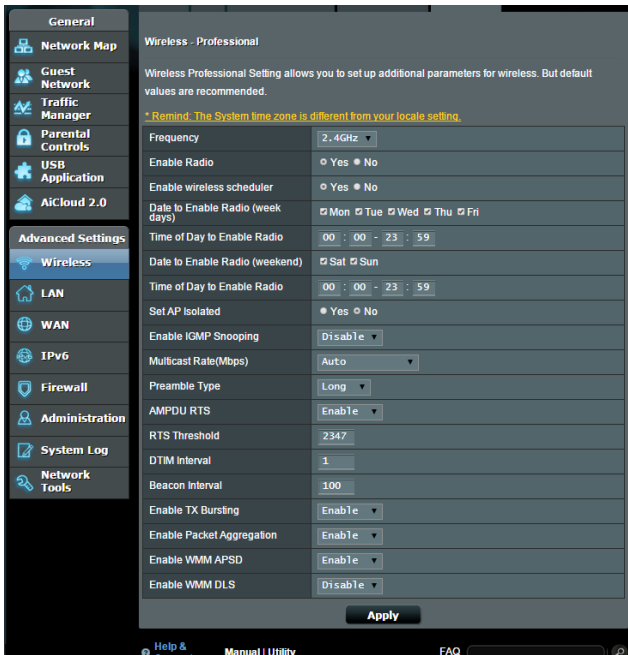 General
Network Map
Guest
Network
Traffic
Manager
Parental
Controls
USB
Application
AiCloud 2.0
Advanced Settings
Wireless
LAN
WAN
IPv6
Firewall
Administration
System Log
Network
Tools
Wireless - Professional
Wireless Professional Setting allows you to set up additional parameters for wireless. But default
values are recommended.
* Remind: The System time zone is different from your locale setting.
Frequency 2.4GHz
Enable Radio Yes No
Enable wireless scheduler Yes No
Date to Enable Radio (week
days) Mon Tue Wed Thu Fri
Time of Day to Enable Radio 00 : 00 - 23 : 59
Date to Enable Radio (weekend) Sat Sun
Time of Day to Enable Radio 00 : 00 - 23 : 59
Set AP Isolated Yes No
Enable IGMP Snooping Disable
Multicast Rate(Mbps) Auto
Preamble Type Long
AMPDU RTS Enable
RTS Threshold 2347
DTIM Interval 1
Beacon Interval 100
Enable TX Bursting Enable
Enable Packet Aggregation Enable
Enable WMM APSD Enable
Enable WMM DLS Disable
Apply
Help &
Manual | Utility FAQ